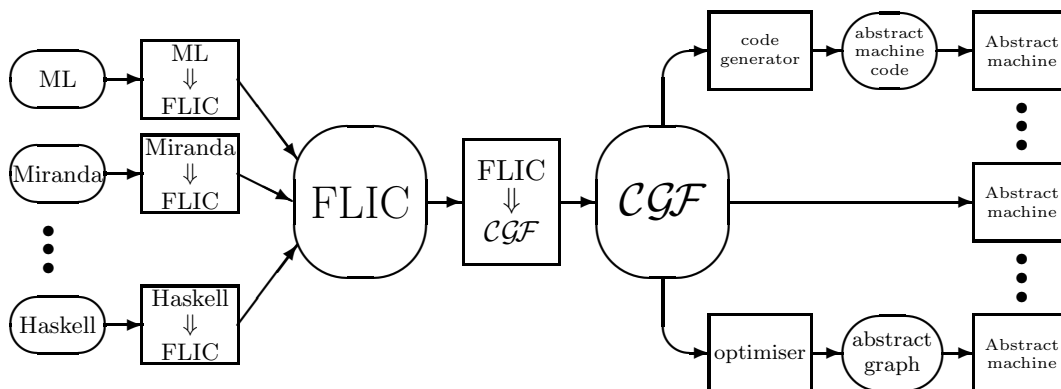 ML
ML
⇓
FLIC
Miranda
Miranda
⇓
FLIC
Haskell
Haskell
⇓
FLIC
FLIC
FLIC
⇓
CGF
CGF
code
generator
abstract
machine
code
Abstract
machine
Abstract
machine
optimiser
abstract
graph
Abstract
machine